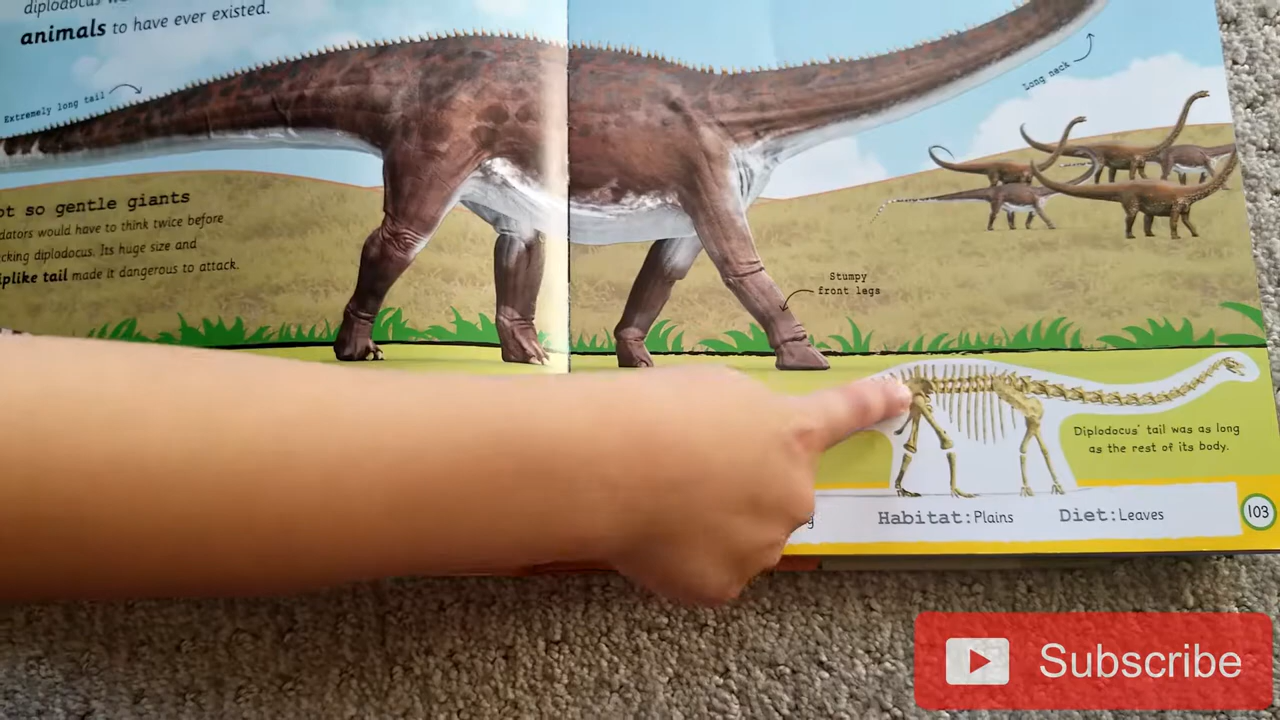 diplodocus
animals to have ever existed.
Extremely long tail
Long neck
so gentle giants
would have to think twice before
diplodocus. Its huge size and
tail made it dangerous to attack.
Stumpy
front legs
Diplodocus' tail was as long
as the rest of its body.
Habitat: Plains Diet: Leaves
103
Subscribe